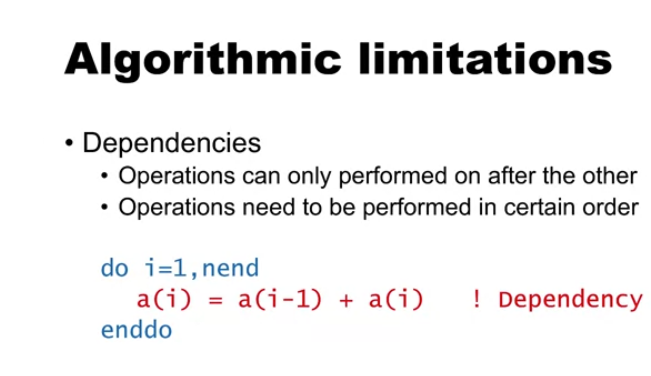 Algorithmic limitations
• Dependencies
• Operations can only performed on after the other
• Operations need to be performed in certain order
do i=1,nend
a(i) = a(i-1) + a(i) ! Dependency
enddo